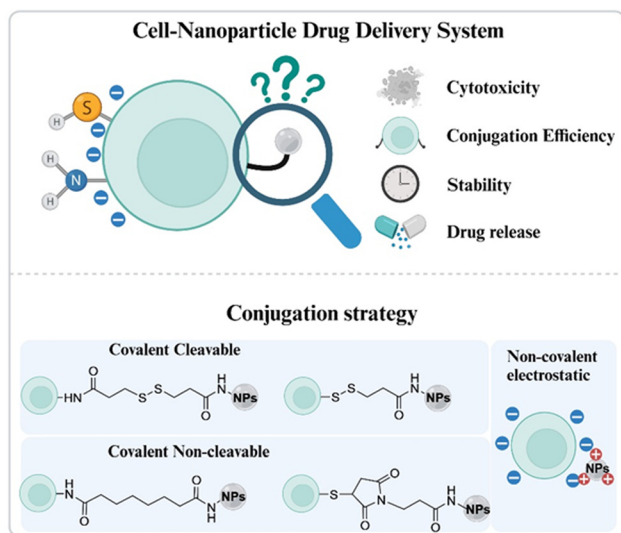 Cell-Nanoparticle Drug Delivery System
???
Cytotoxicity
Conjugation Efficiency
Stability
Drug release
H
S
H
N
H
Conjugation strategy
Covalent Cleavable
HN
O
S
S
O
H
N
NPs
S
S
O
H
N
NPs
Covalent Non-cleavable
H
N
O
O
N
H
NPs
S
O
N
O
O
H
N
NPs
Non-covalent
electrostatic
NPs